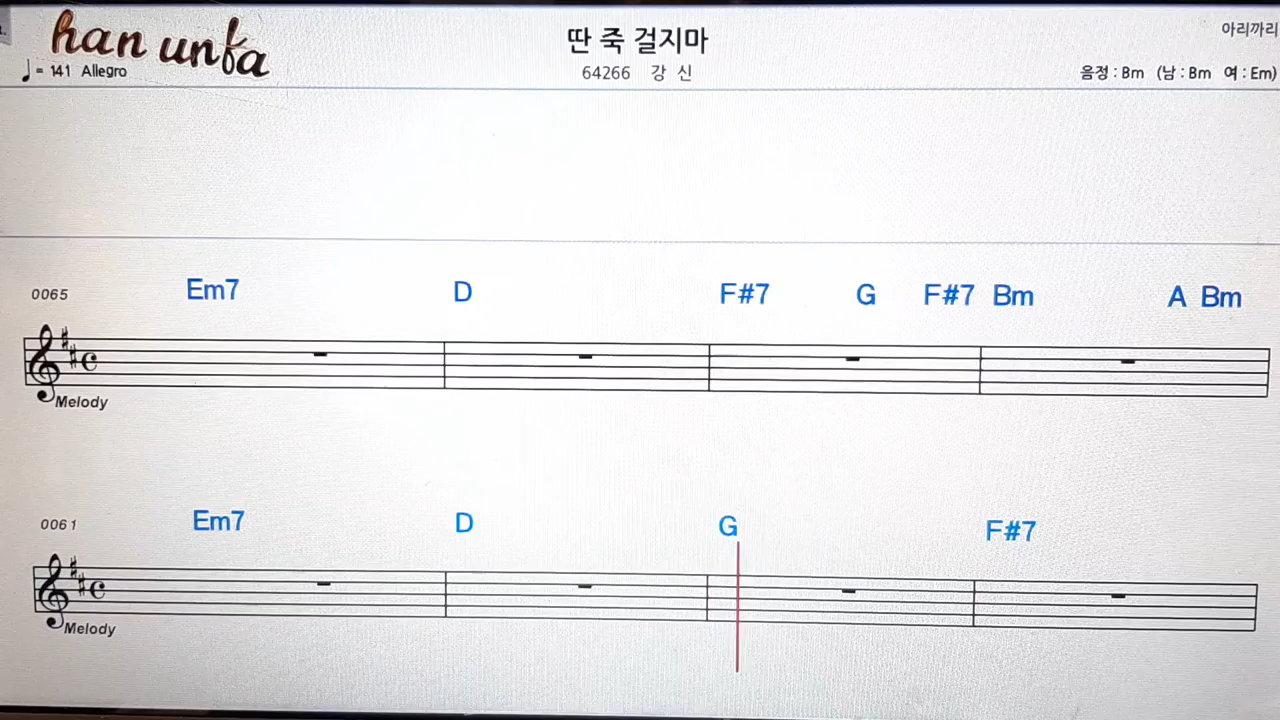 han unfa
딴 죽 걸지마
아리까리
♩= 141 Allegro
64266 강 신
음정 : Bm (남 : Bm 여 : Em)
0065 Em7 D F#7 G F#7 Bm A Bm
Melody
0061 Em7 D G F#7
Melody